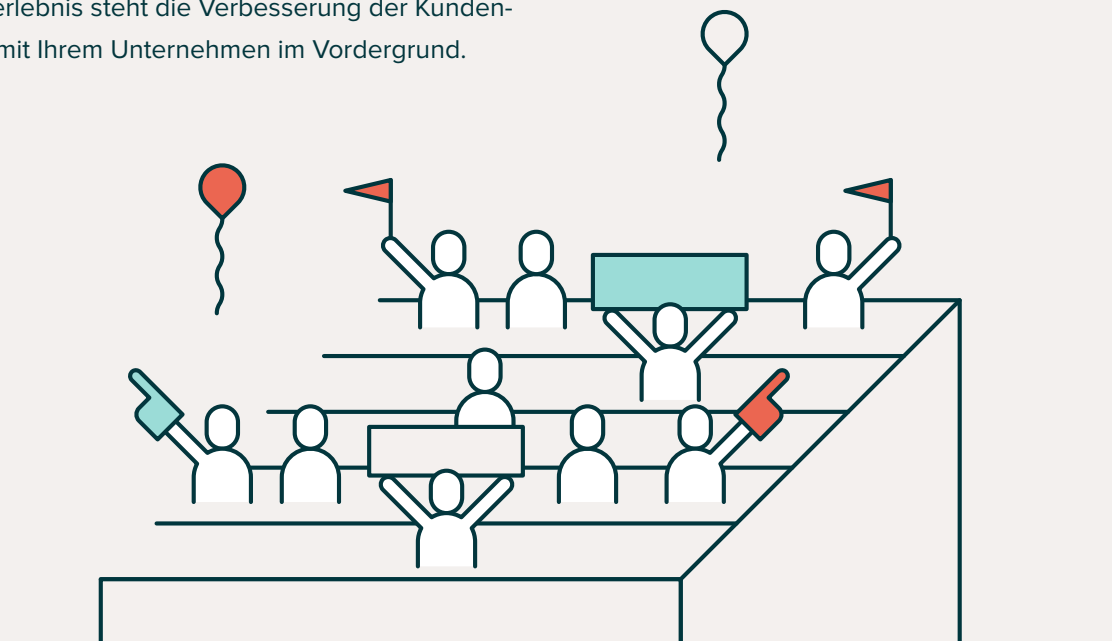 erlebnis steht die Verbesserung der Kunden-
mit Ihrem Unternehmen im Vordergrund.